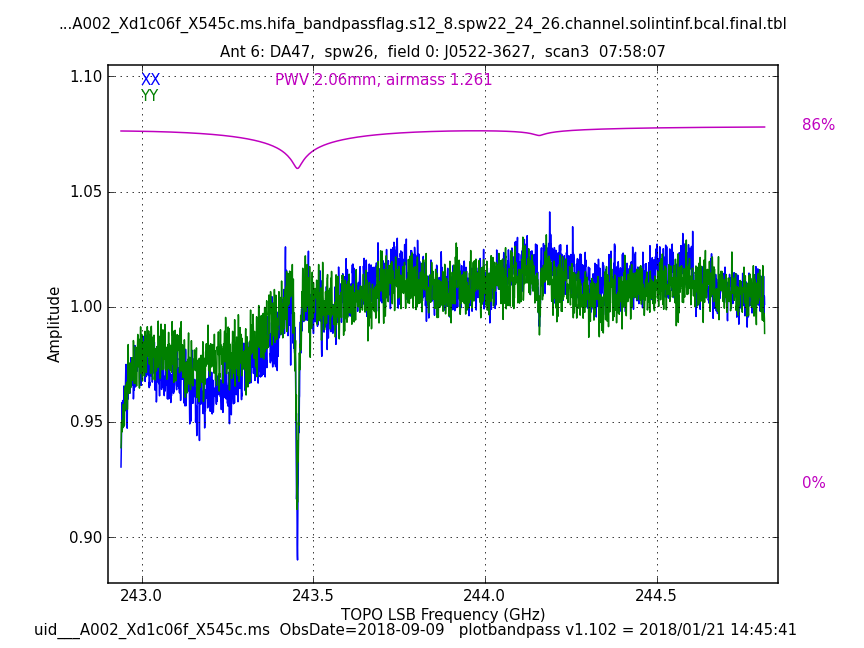 ...A002_Xd1c06f_X545c.ms.hifa_bandpassflag.s12_8.spw22_24_26.channel.solintinf.bcal.final.tbl
Ant 6: DA47,  spw26,  field 0: J0522-3627,  scan3  07:58:07
1.10
XX
PWV 2.06mm, airmass 1.261
YY
86%
1.05
1.00
Amplitude
0.95
0%
0.90
243.0
243.5
244.0
244.5
TOPO LSB Frequency (GHz)
uid___A002_Xd1c06f_X545c.ms  ObsDate=2018-09-09   plotbandpass v1.102 = 2018/01/21 14:45:41